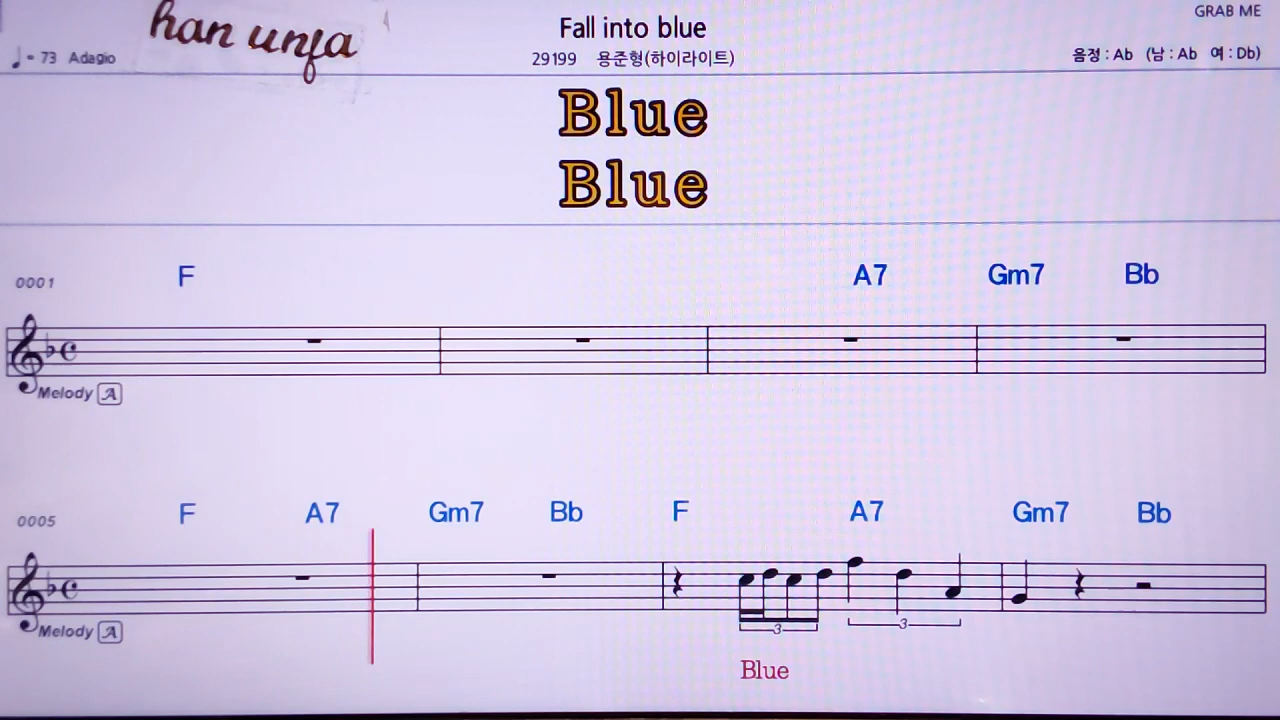 han unfa
Fall into blue
GRAB ME
♩= 73 Adagio
29199 용준형(하이라이트)
음정 : Ab (남 : Ab 여 : Db)
Blue
Blue
0001
F A7 Gm7 Bb
Melody A
0005
F A7 Gm7 Bb F A7 Gm7 Bb
Melody A
3 3
Blue